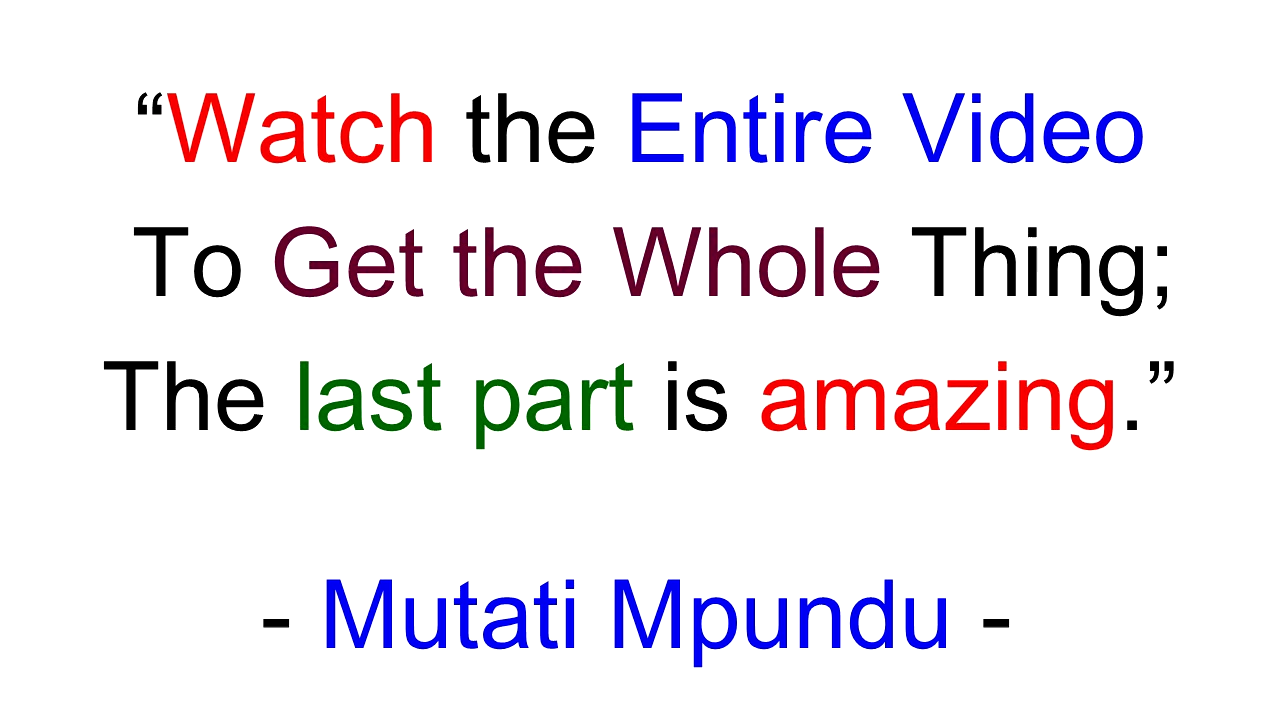 “Watch the Entire Video
To Get the Whole Thing;
The last part is amazing.”
- Mutati Mpundu -